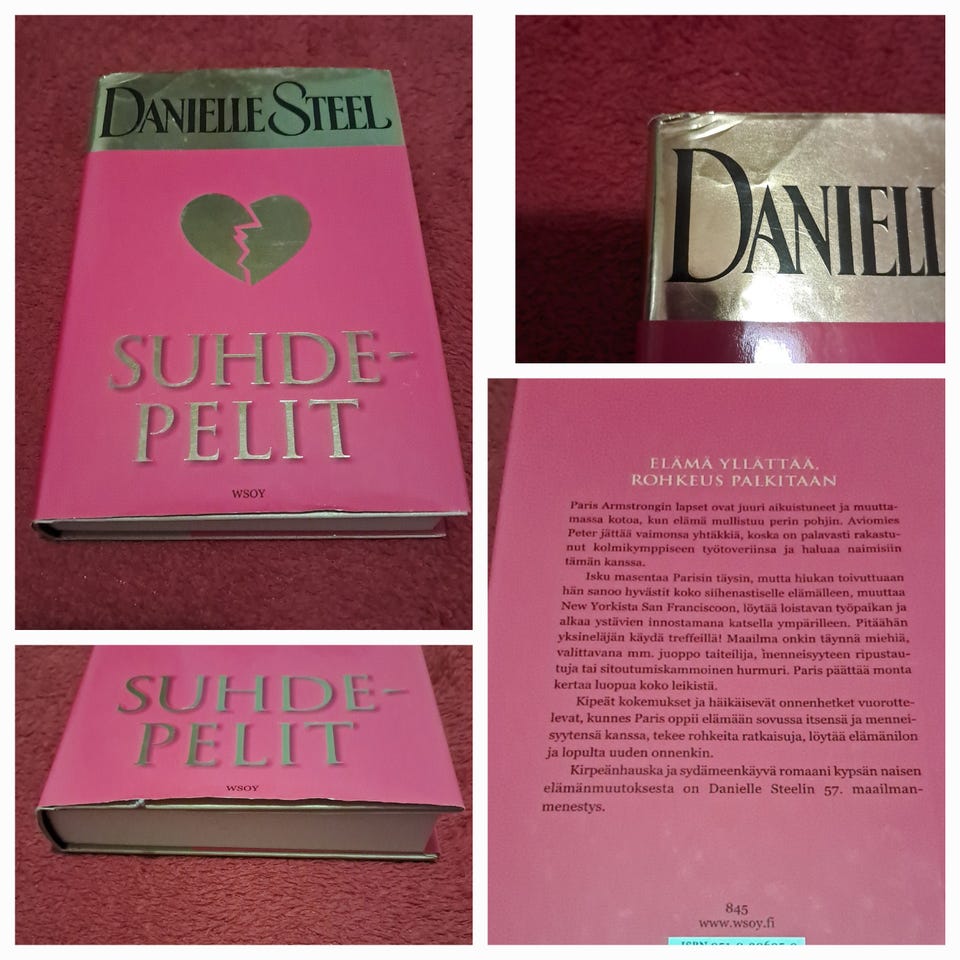 DANIELLE STEEL
SUHDE-
PELIT
WSOY
DANIELL
SUHDE-
PELIT
WSOY
ELÄMÄ YLLÄTTÄÄ,
ROHKEUS PALKITAAN
Paris Armstrongin lapset ovat juuri aikuistuneet ja muutta-
massa kotoa, kun elämä mullistuu perin pohjin. Aviomies
Peter jättää vaimonsa yhtäkkiä, koska on palavasti rakastu-
nut kolmikymppiseen työtoveriinsa ja haluaa naimisiin
tämän kanssa.
Isku masentaa Parisin täysin, mutta hiukan toivuttuaan
hän sanoo hyvästit koko siihenastiselle elämälleen, muuttaa
New Yorkista San Franciscoon, löytää loistavan työpaikan ja
alkaa ystävien innostamana katsella ympärilleen. Pitäähän
yksineläjän käydä treffeillä! Maailma onkin täynnä miehiä,
valittavana mm. juoppo taiteilija, menneisyyteen ripustau-
tuja tai sitoutumiskammoinen hurmuri. Paris päättää monta
kertaa luopua koko leikistä.
Kipeät kokemukset ja häikäisevät onnenhetket vuorotte-
levat, kunnes Paris oppii elämään sovussa itsensä ja mennei-
syytensä kanssa, tekee rohkeita ratkaisuja, löytää elämänilon
ja lopulta uuden onnenkin.
Kirpeänhauska ja sydämeenkäyvä romaani kypsän naisen
elämänmuutoksesta on Danielle Steelin 57. maailman-
menestys.
845
www.wsoy.fi
ISBN